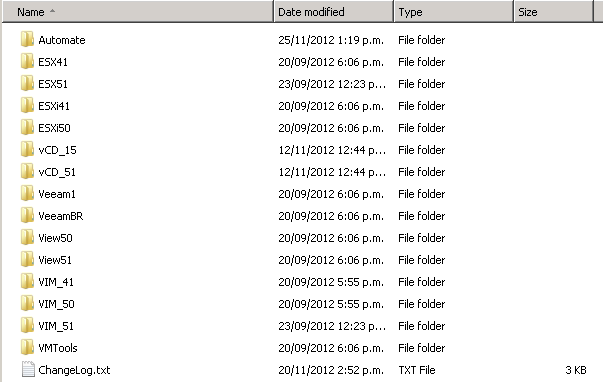 Name Date modified Type Size
Automate 25/11/2012 1:19 p.m. File folder
ESX41 20/09/2012 6:06 p.m. File folder
ESX51 23/09/2012 12:23 p... File folder
ESXi41 20/09/2012 6:06 p.m. File folder
ESXi50 20/09/2012 6:06 p.m. File folder
vCD_15 12/11/2012 12:44 p... File folder
vCD_51 12/11/2012 12:44 p... File folder
Veeam1 20/09/2012 6:06 p.m. File folder
VeeamBR 20/09/2012 6:06 p.m. File folder
View50 20/09/2012 6:06 p.m. File folder
View51 20/09/2012 6:06 p.m. File folder
VIM_41 20/09/2012 5:55 p.m. File folder
VIM_50 20/09/2012 5:55 p.m. File folder
VIM_51 23/09/2012 12:23 p... File folder
VMTools 20/09/2012 6:06 p.m. File folder
ChangeLog.txt 20/11/2012 2:52 p.m. TXT File 3 KB